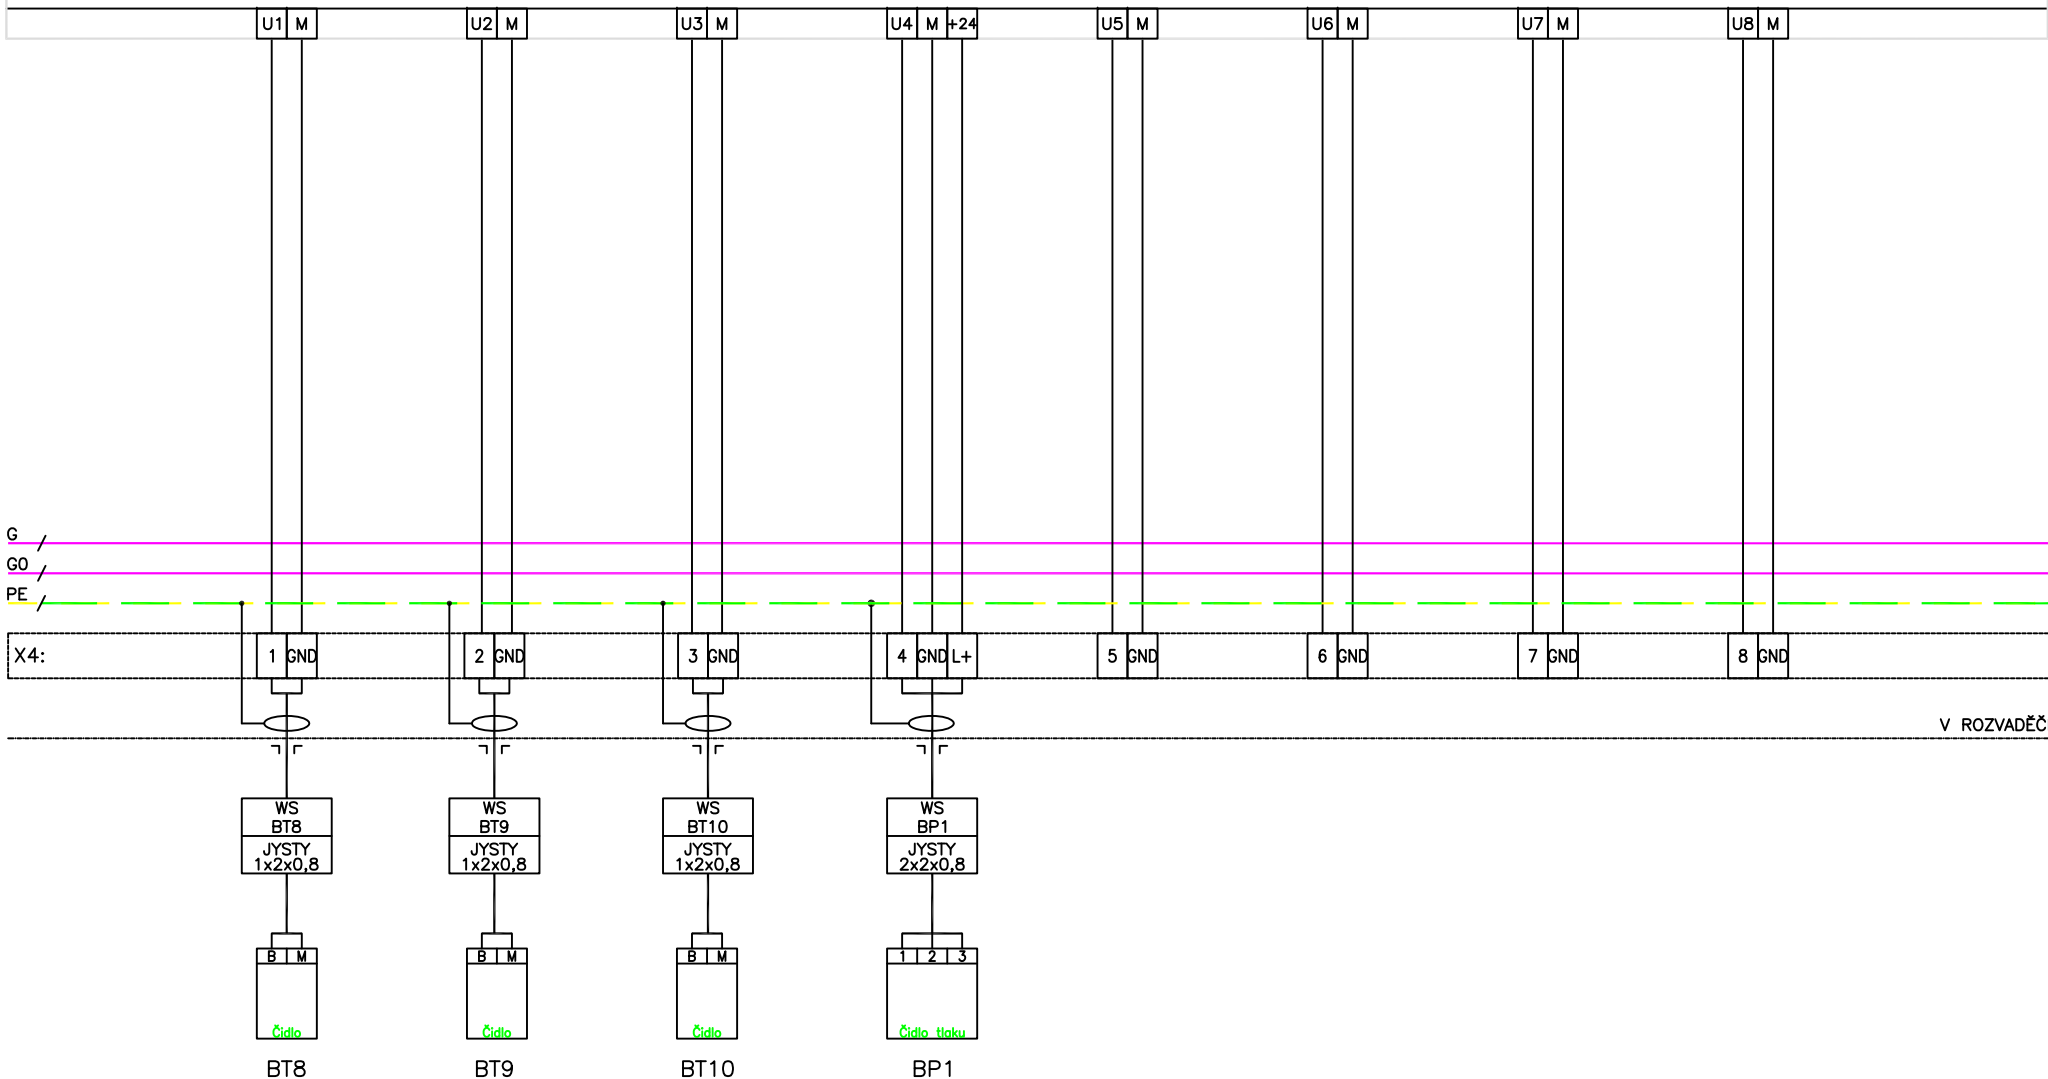 U1 M U2 M U3 M U4 M +24 U5 M U6 M U7 M U8 M
G
G0
PE
X4: 1 GND 2 GND 3 GND 4 GND L+ 5 GND 6 GND 7 GND 8 GND
V ROZVADĚČ
WS WS WS WS
BT8 BT9 BT10 BP1
JYSTY JYSTY JYSTY JYSTY
1x2x0,8 1x2x0,8 1x2x0,8 2x2x0,8
B M B M B M 1 2 3
Čidlo Čidlo Čidlo Čidlo tlaku
BT8 BT9 BT10 BP1